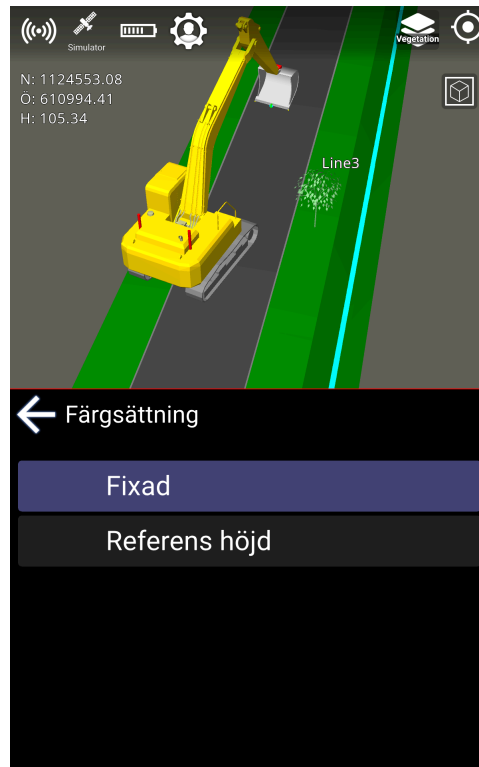 Simulator
Vegetation
N: 1124553.08
Ö: 610994.41
H: 105.34
Line3
Färgsättning
Fixad
Referens höjd